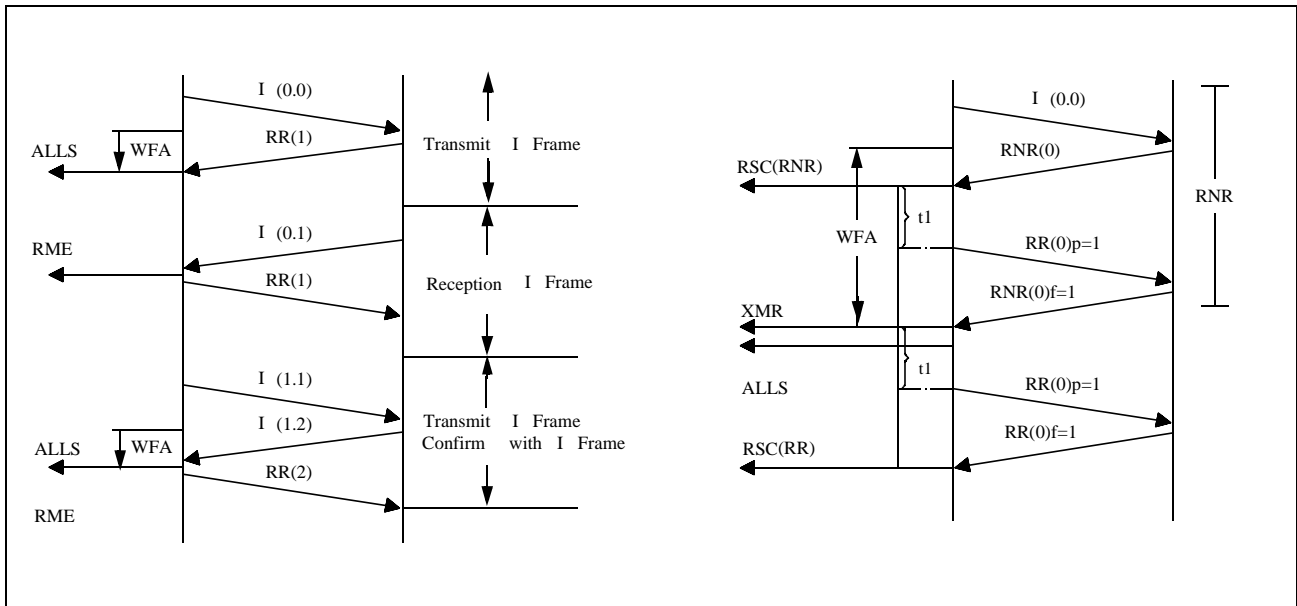 I (0.0)
RR(1)
WFA
ALLS
Transmit I Frame
I (0.1)
RME
RR(1)
Reception I Frame
I (1.1)
I (1.2)
Transmit I Frame
Confirm with I Frame
ALLS
WFA
RR(2)
RME
I (0.0)
RNR(0)
RSC(RNR)
RNR
t1
WFA
RR(0)p=1
RNR(0)f=1
XMR
t1
ALLS
RR(0)p=1
RR(0)f=1
RSC(RR)